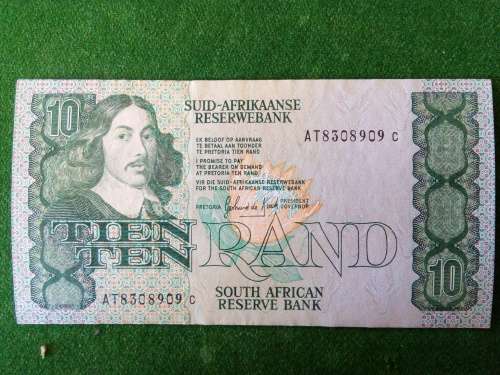 10
SUID-AFRIKAANSE
RESERWEBANK
EK BELOOF OP AANVRAAG
TE BETAAL AAN TOONDER
TE PRETORIA TIEN RAND
I PROMISE TO PAY
THE BEARER ON DEMAND
AT PRETORIA TEN RAND
VIR DIE SUID-AFRIKAANSE RESERWEBANK
FOR THE SOUTH AFRICAN RESERVE BANK
AT8308909 C
PRETORIA PRESIDENT
GOVERNOR
TIEN
TEN RAND
AT8308909 C
SOUTH AFRICAN
RESERVE BANK
10